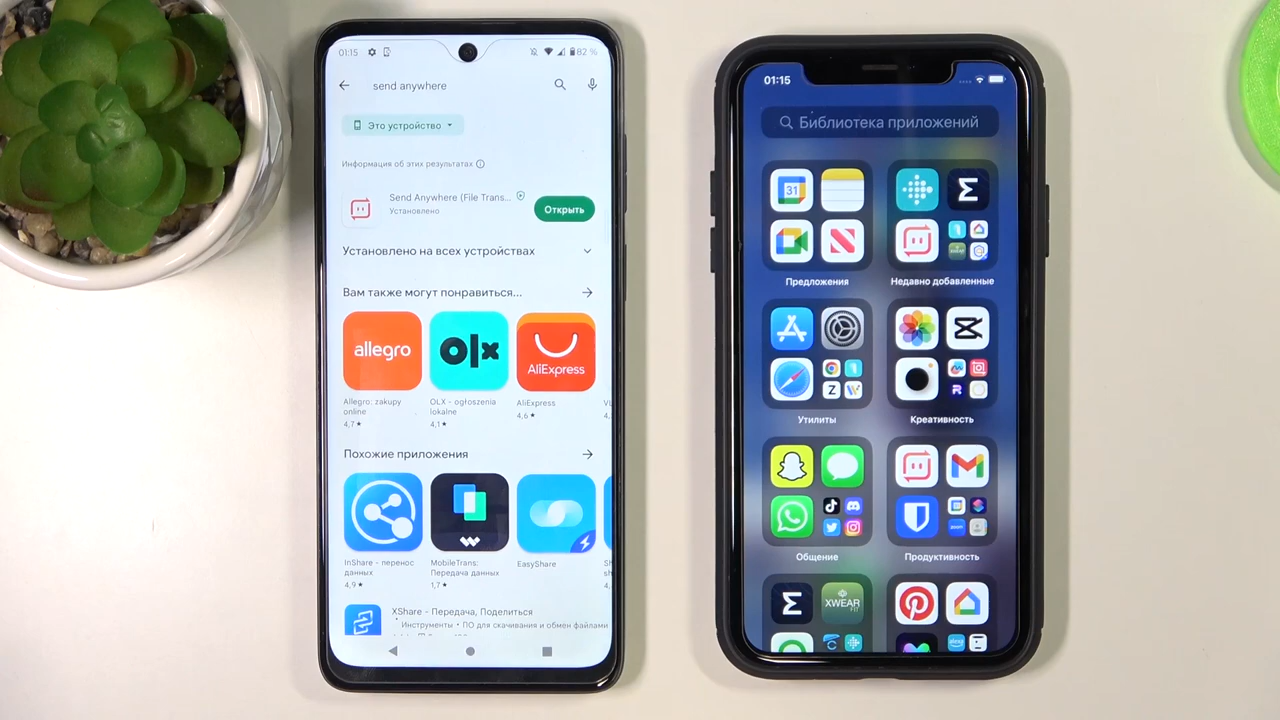 01:15
82 %
send anywhere
Это устройство
Информация об этих результатах
Send Anywhere (File Trans...
Установлено
Открыть
Установлено на всех устройствах
Вам также могут понравиться...
allegro
olx
AliExpress
Allegro: zakupy
online
4,7★
OLX - ogłoszenia
lokalne
4,1★
AliExpress
4,6★
Похожие приложения
InShare - перенос
данных
4,9★
MobileTrans:
Передача данных
1,7★
EasyShare
XShare - Передача, Поделиться
Инструменты • ПО для скачивания и обмен файлами
01:15
Библиотека приложений
31
Предложения
Недавно добавленные
Утилиты
Креативность
Общение
Продуктивность
XWEAR